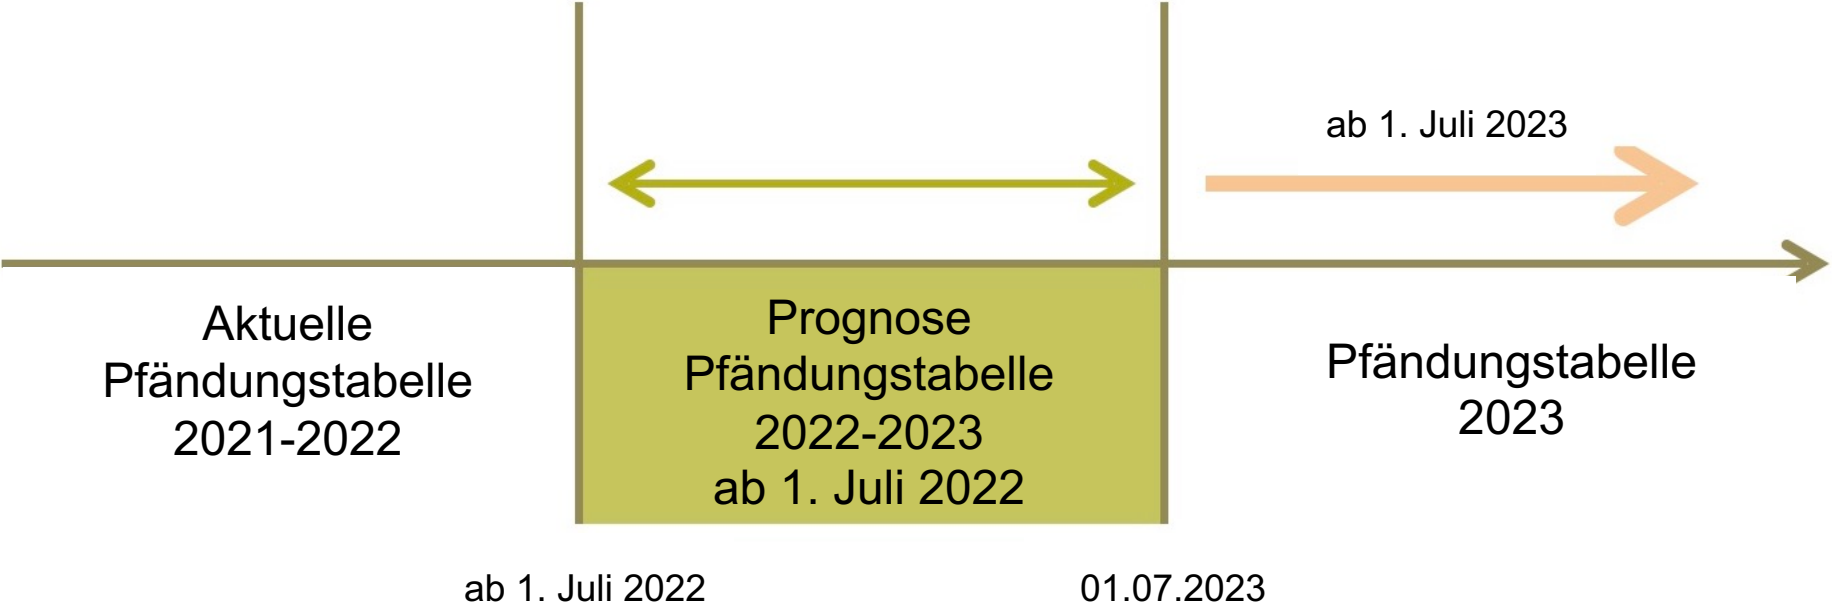 ab 1. Juli 2023
Aktuelle
Pfändungstabelle
2021-2022
Prognose
Pfändungstabelle
2022-2023
ab 1. Juli 2022
Pfändungstabelle
2023
ab 1. Juli 2022
01.07.2023